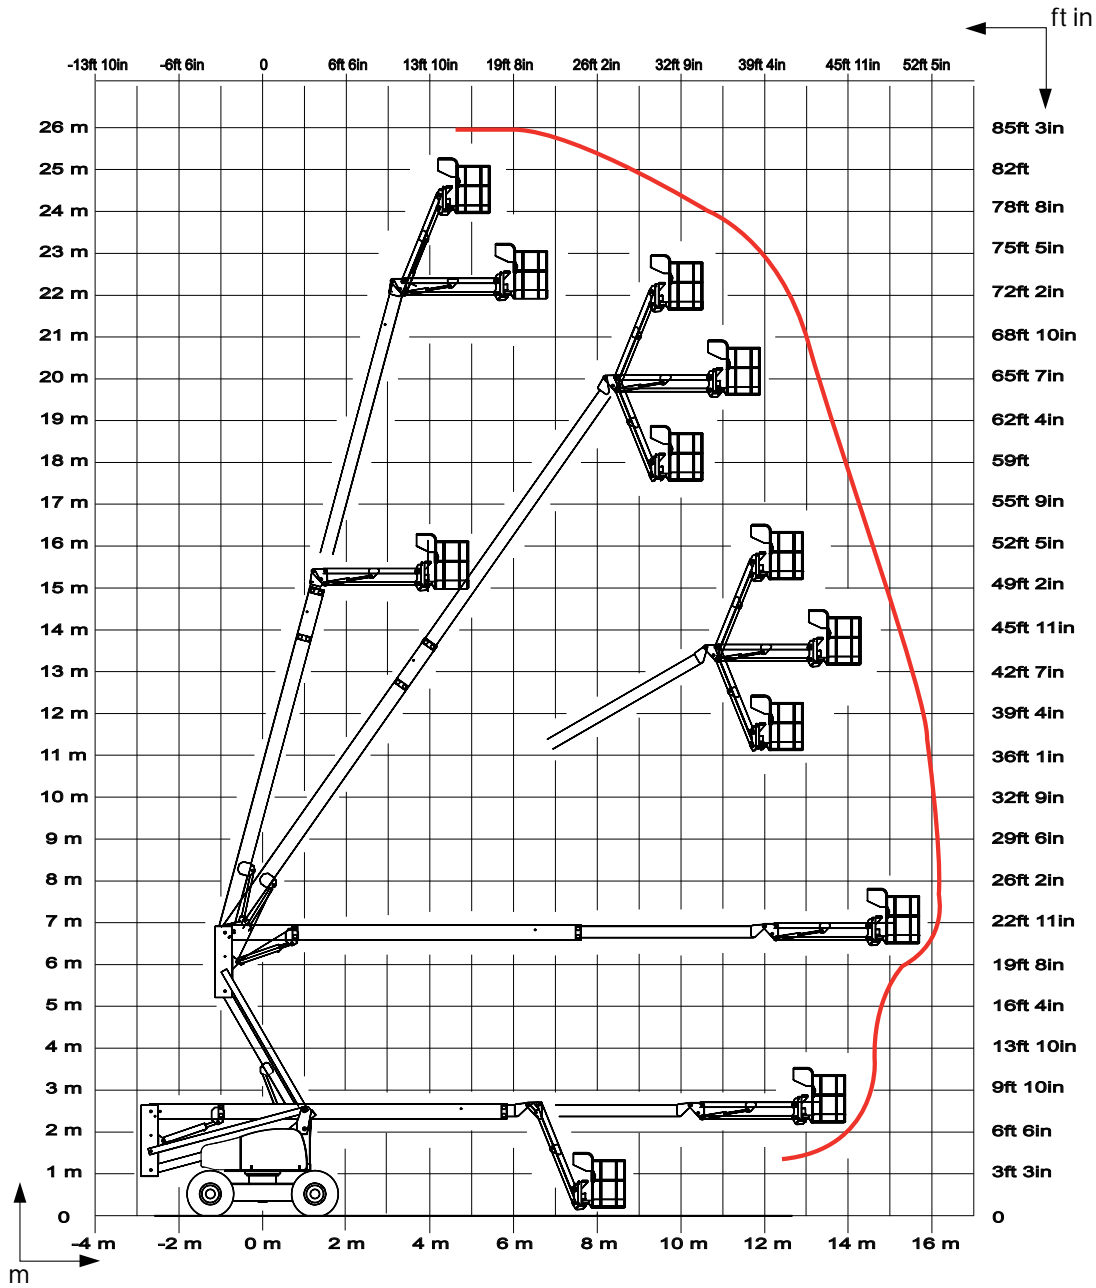 ft in
-13ft 10in -6ft 6in 0 6ft 6in 13ft 10in 19ft 8in 26ft 2in 32ft 9in 39ft 4in 45ft 11in 52ft 5in
26 m 85ft 3in
25 m 82ft
24 m 78ft 8in
23 m 75ft 5in
22 m 72ft 2in
21 m 68ft 10in
20 m 65ft 7in
19 m 62ft 4in
18 m 59ft
17 m 55ft 9in
16 m 52ft 5in
15 m 49ft 2in
14 m 45ft 11in
13 m 42ft 7in
12 m 39ft 4in
11 m 36ft 1in
10 m 32ft 9in
9 m 29ft 6in
8 m 26ft 2in
7 m 22ft 11in
6 m 19ft 8in
5 m 16ft 4in
4 m 13ft 10in
3 m 9ft 10in
2 m 6ft 6in
1 m 3ft 3in
0 0
-4 m -2 m 0 m 2 m 4 m 6 m 8 m 10 m 12 m 14 m 16 m
m